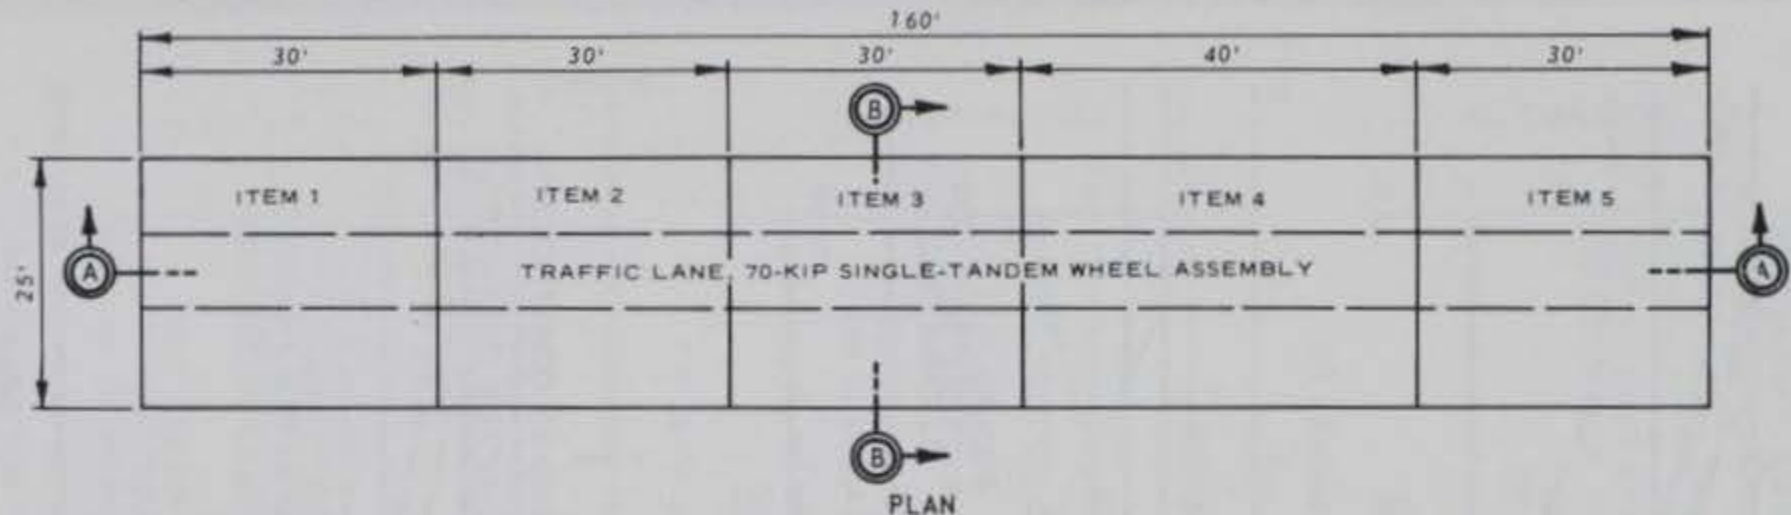 160'
30' 30' 30' 40' 30'
B
ITEM 1 ITEM 2 ITEM 3 ITEM 4 ITEM 5
25'
A TRAFFIC LANE, 70-KIP SINGLE-TANDEM WHEEL ASSEMBLY A
B
PLAN